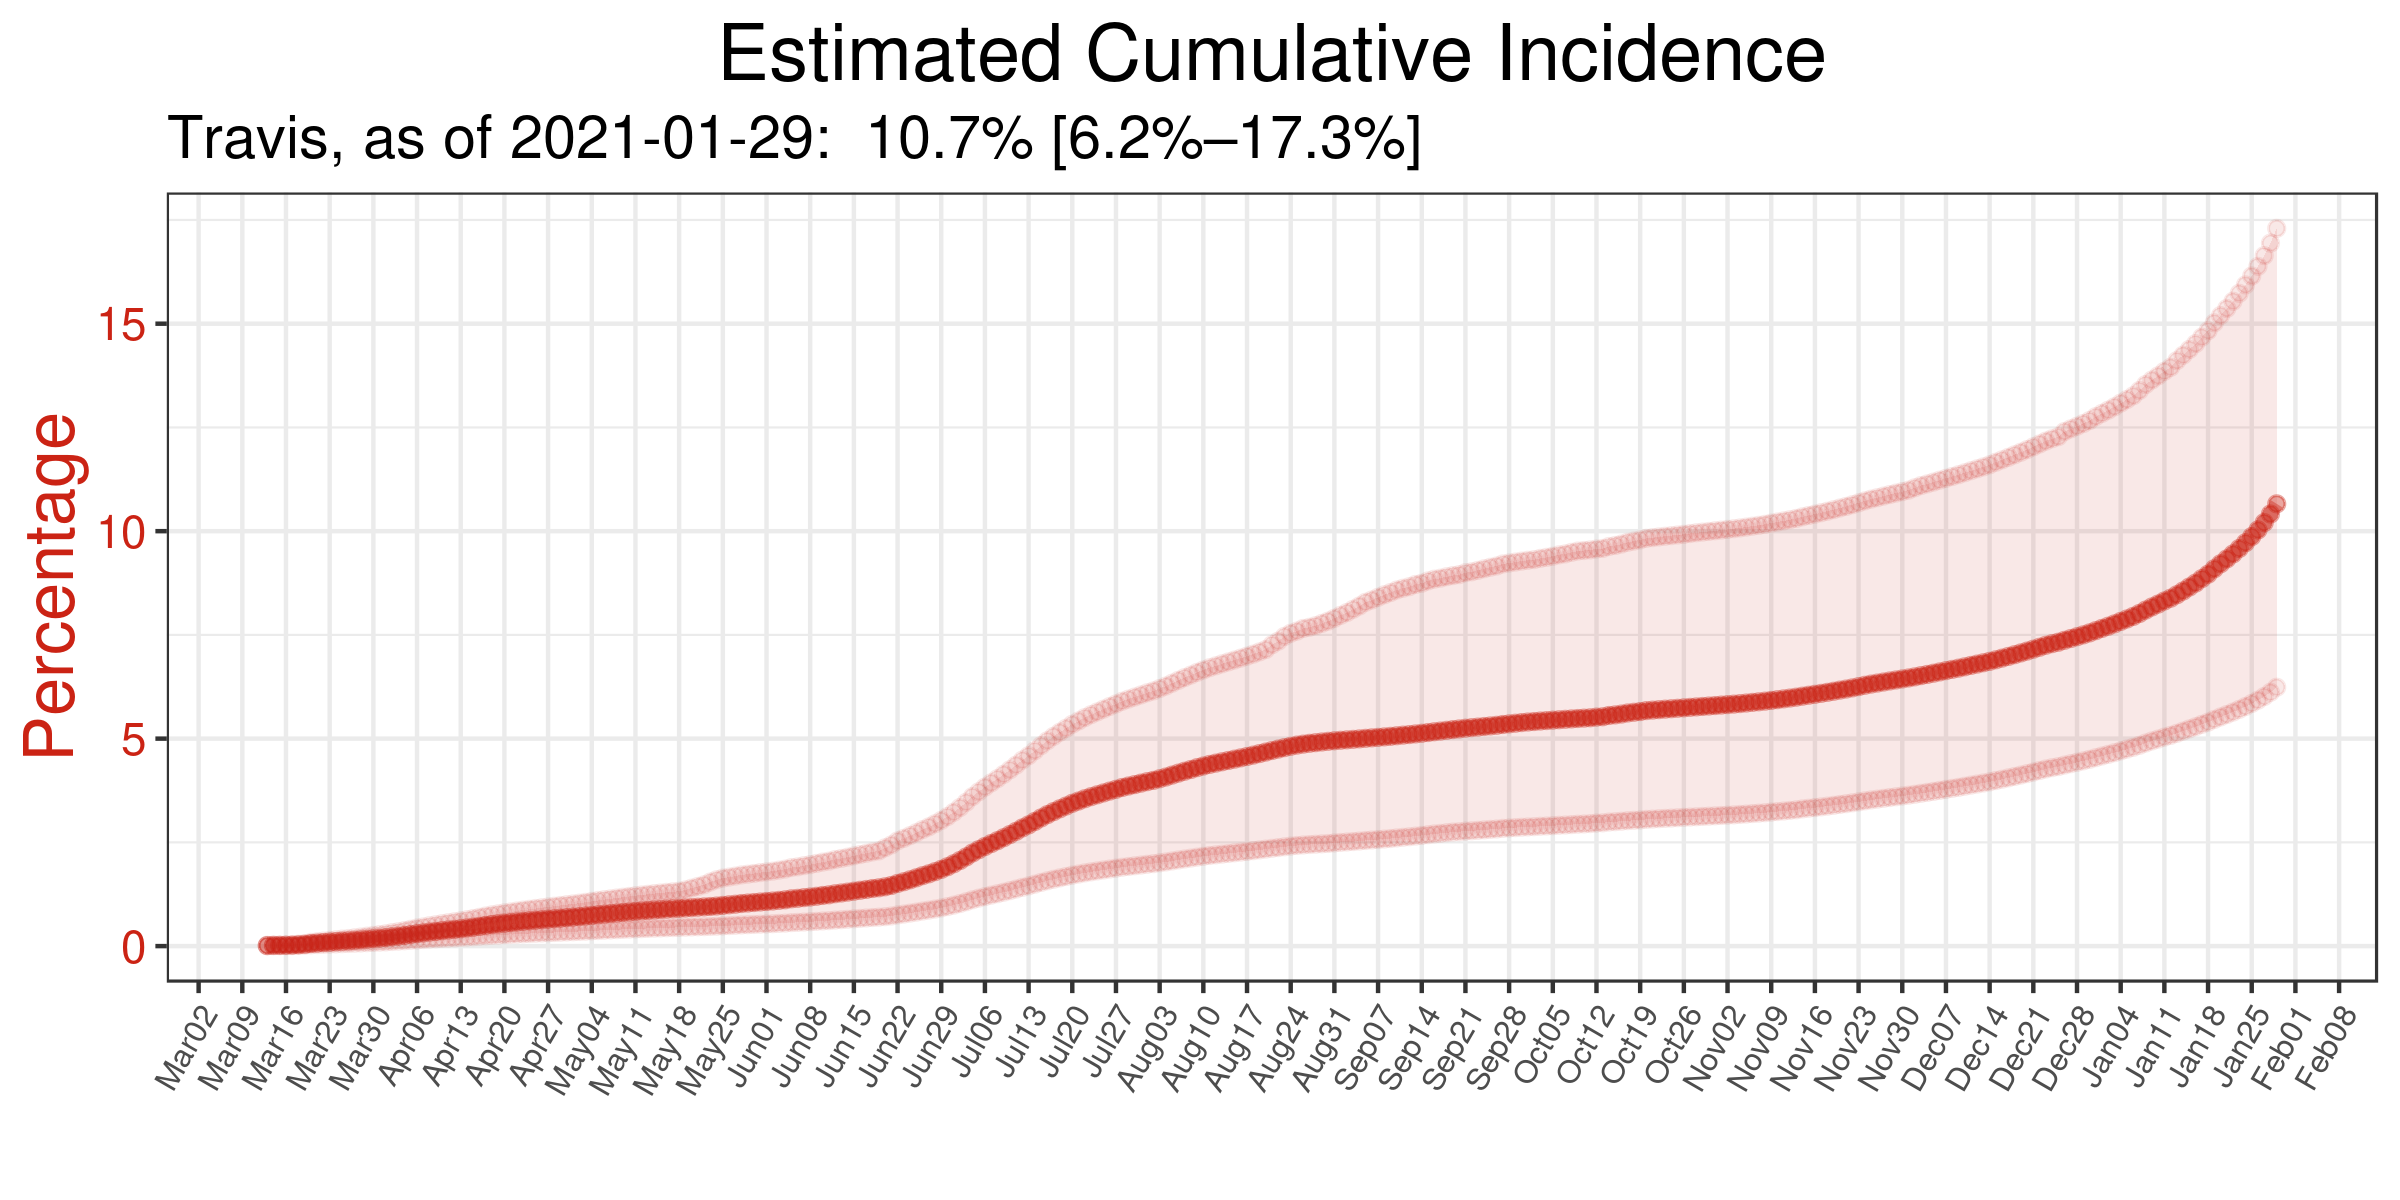 Estimated Cumulative Incidence
Travis, as of 2021-01-29:  10.7% [6.2%–17.3%]
Percentage
15
10
5
0
Mar02
Mar09
Mar16
Mar23
Mar30
Apr06
Apr13
Apr20
Apr27
May04
May11
May18
May25
Jun01
Jun08
Jun15
Jun22
Jun29
Jul06
Jul13
Jul20
Jul27
Aug03
Aug10
Aug17
Aug24
Aug31
Sep07
Sep14
Sep21
Sep28
Oct05
Oct12
Oct19
Oct26
Nov02
Nov09
Nov16
Nov23
Nov30
Dec07
Dec14
Dec21
Dec28
Jan04
Jan11
Jan18
Jan25
Feb01
Feb08